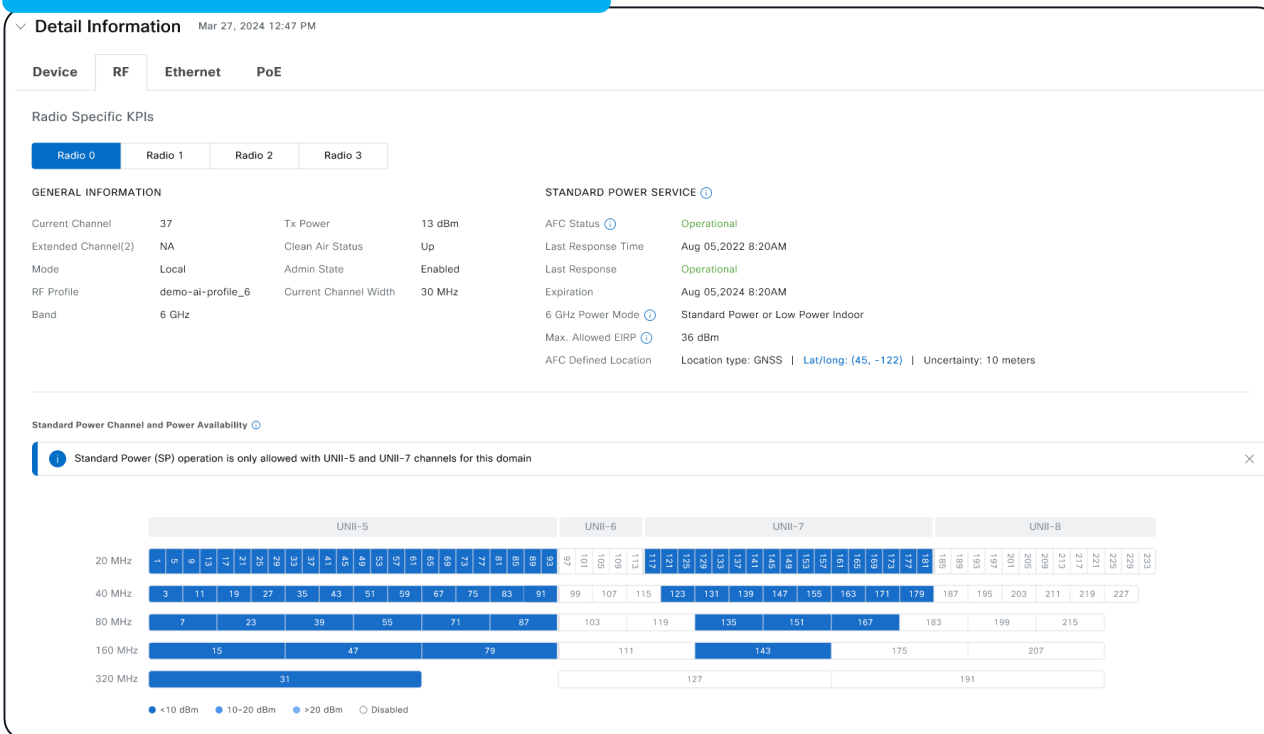 Detail Information Mar 27, 2024 12:47 PM
Device RF Ethernet PoE
Radio Specific KPIs
Radio 0 Radio 1 Radio 2 Radio 3
GENERAL INFORMATION
Current Channel 37 Tx Power 13 dBm
Extended Channel(2) NA Clean Air Status Up
Mode Local Admin State Enabled
RF Profile demo-ai-profile_6 Current Channel Width 30 MHz
Band 6 GHz
STANDARD POWER SERVICE
AFC Status Operational
Last Response Time Aug 05,2022 8:20AM
Last Response Operational
Expiration Aug 05,2024 8:20AM
6 GHz Power Mode Standard Power or Low Power Indoor
Max. Allowed EIRP 36 dBm
AFC Defined Location Location type: GNSS | Lat/long: (45, -122) | Uncertainty: 10 meters
Standard Power Channel and Power Availability
Standard Power (SP) operation is only allowed with UNII-5 and UNII-7 channels for this domain
UNII-5 UNII-6 UNII-7 UNII-8
20 MHz 1 5 9 13 17 21 25 29 33 37 41 45 49 53 57 61 65 69 73 77 81 85 89 93 97 101 105 109 113 117 121 125 129 133 137 141 145 149 153 157 161 165 169 173 177 181 185 189 193 197 201 205 209 213 217 221 225 229 233
40 MHz 3 11 19 27 35 43 51 59 67 75 83 91 99 107 115 123 131 139 147 155 163 171 179 187 195 203 211 219 227
80 MHz 7 23 39 55 71 87 103 119 135 151 167 183 199 215
160 MHz 15 47 79 111 143 175 207
320 MHz 31 127 191
<10 dBm 10-20 dBm >20 dBm Disabled